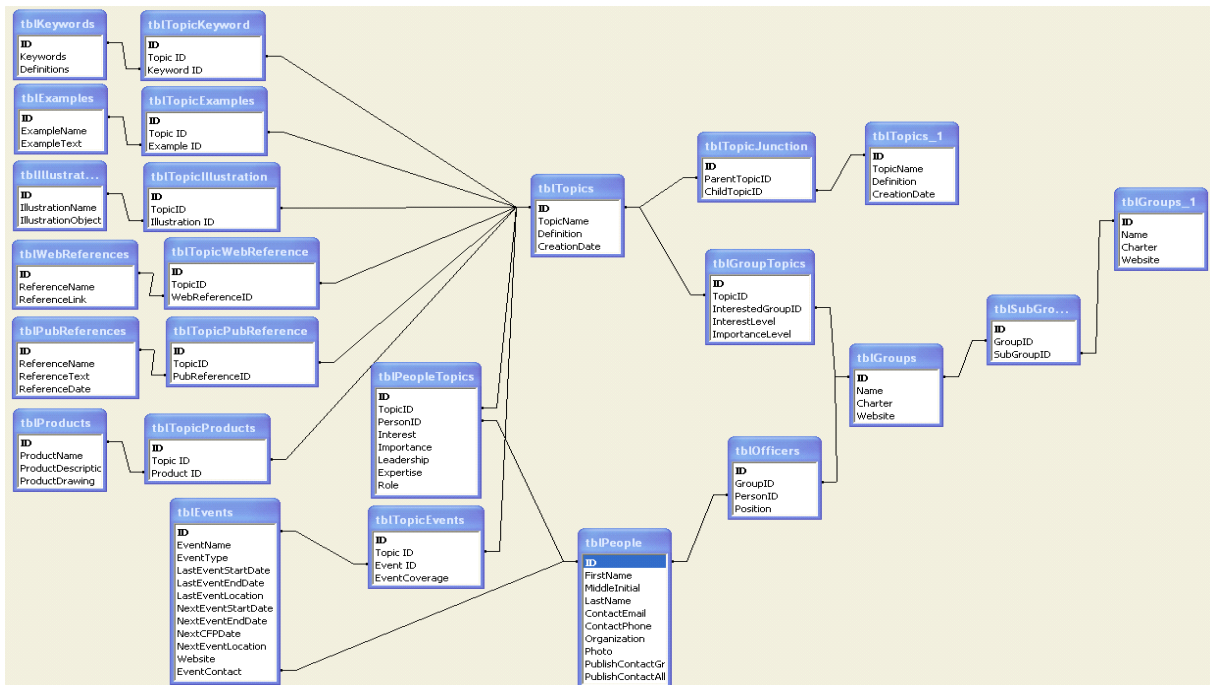 tblKeywords
ID
Keywords
Definitions
tblTopicKeyword
ID
Topic ID
Keyword ID
tblExamples
ID
ExampleName
ExampleText
tblTopicExamples
ID
Topic ID
Example ID
tblIllustrat...
ID
IllustrationName
IllustrationObject
tblTopicIllustration
ID
TopicID
Illustration ID
tblWebReferences
ID
ReferenceName
ReferenceLink
tblTopicWebReference
ID
TopicID
WebReferenceID
tblPubReferences
ID
ReferenceName
ReferenceText
ReferenceDate
tblTopicPubReference
ID
TopicID
PubReferenceID
tblProducts
ID
ProductName
ProductDescriptic
ProductDrawing
tblTopicProducts
ID
Topic ID
Product ID
tblPeopleTopics
ID
TopicID
PersonID
Interest
Importance
Leadership
Expertise
Role
tblEvents
ID
EventName
EventType
LastEventStartDate
LastEventEndDate
LastEventLocation
NextEventStartDate
NextEventEndDate
NextCFPDate
NextEventLocation
Website
EventContact
tblTopicEvents
ID
Topic ID
Event ID
EventCoverage
tblTopics
ID
TopicName
Definition
CreationDate
tblPeople
ID
FirstName
MiddleInitial
LastName
ContactEmail
ContactPhone
Organization
Photo
PublishContactGr
PublishContactAll
tblTopicJunction
ID
ParentTopicID
ChildTopicID
tblTopics_1
ID
TopicName
Definition
CreationDate
tblGroupTopics
ID
TopicID
InterestedGroupID
InterestLevel
ImportanceLevel
tblOfficers
ID
GroupID
PersonID
Position
tblGroups
ID
Name
Charter
Website
tblSubGro...
ID
GroupID
SubGroupID
tblGroups_1
ID
Name
Charter
Website